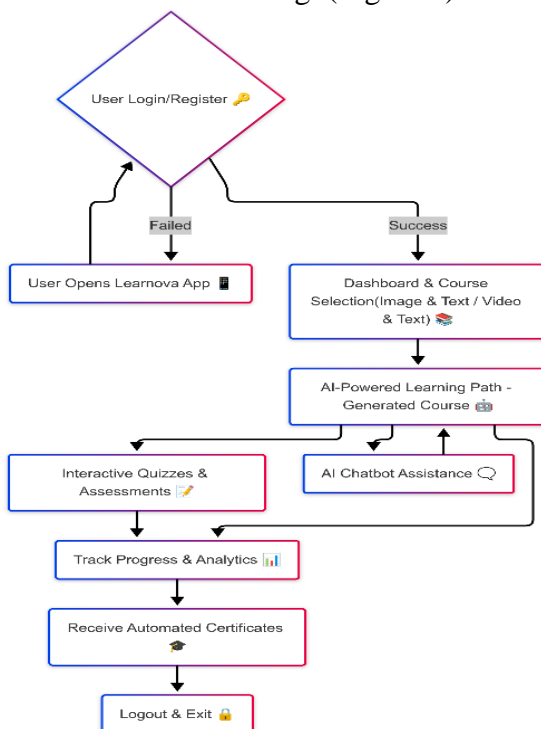 User Login/Register 🔑
Failed
Success
User Opens Learnova App 📱
Dashboard & Course
Selection(Image & Text / Video
& Text) 📚
AI-Powered Learning Path -
Generated Course 🤖
Interactive Quizzes &
Assessments 📝
AI Chatbot Assistance 🗨
Track Progress & Analytics 📊
Receive Automated Certificates
🎓
Logout & Exit 🔒